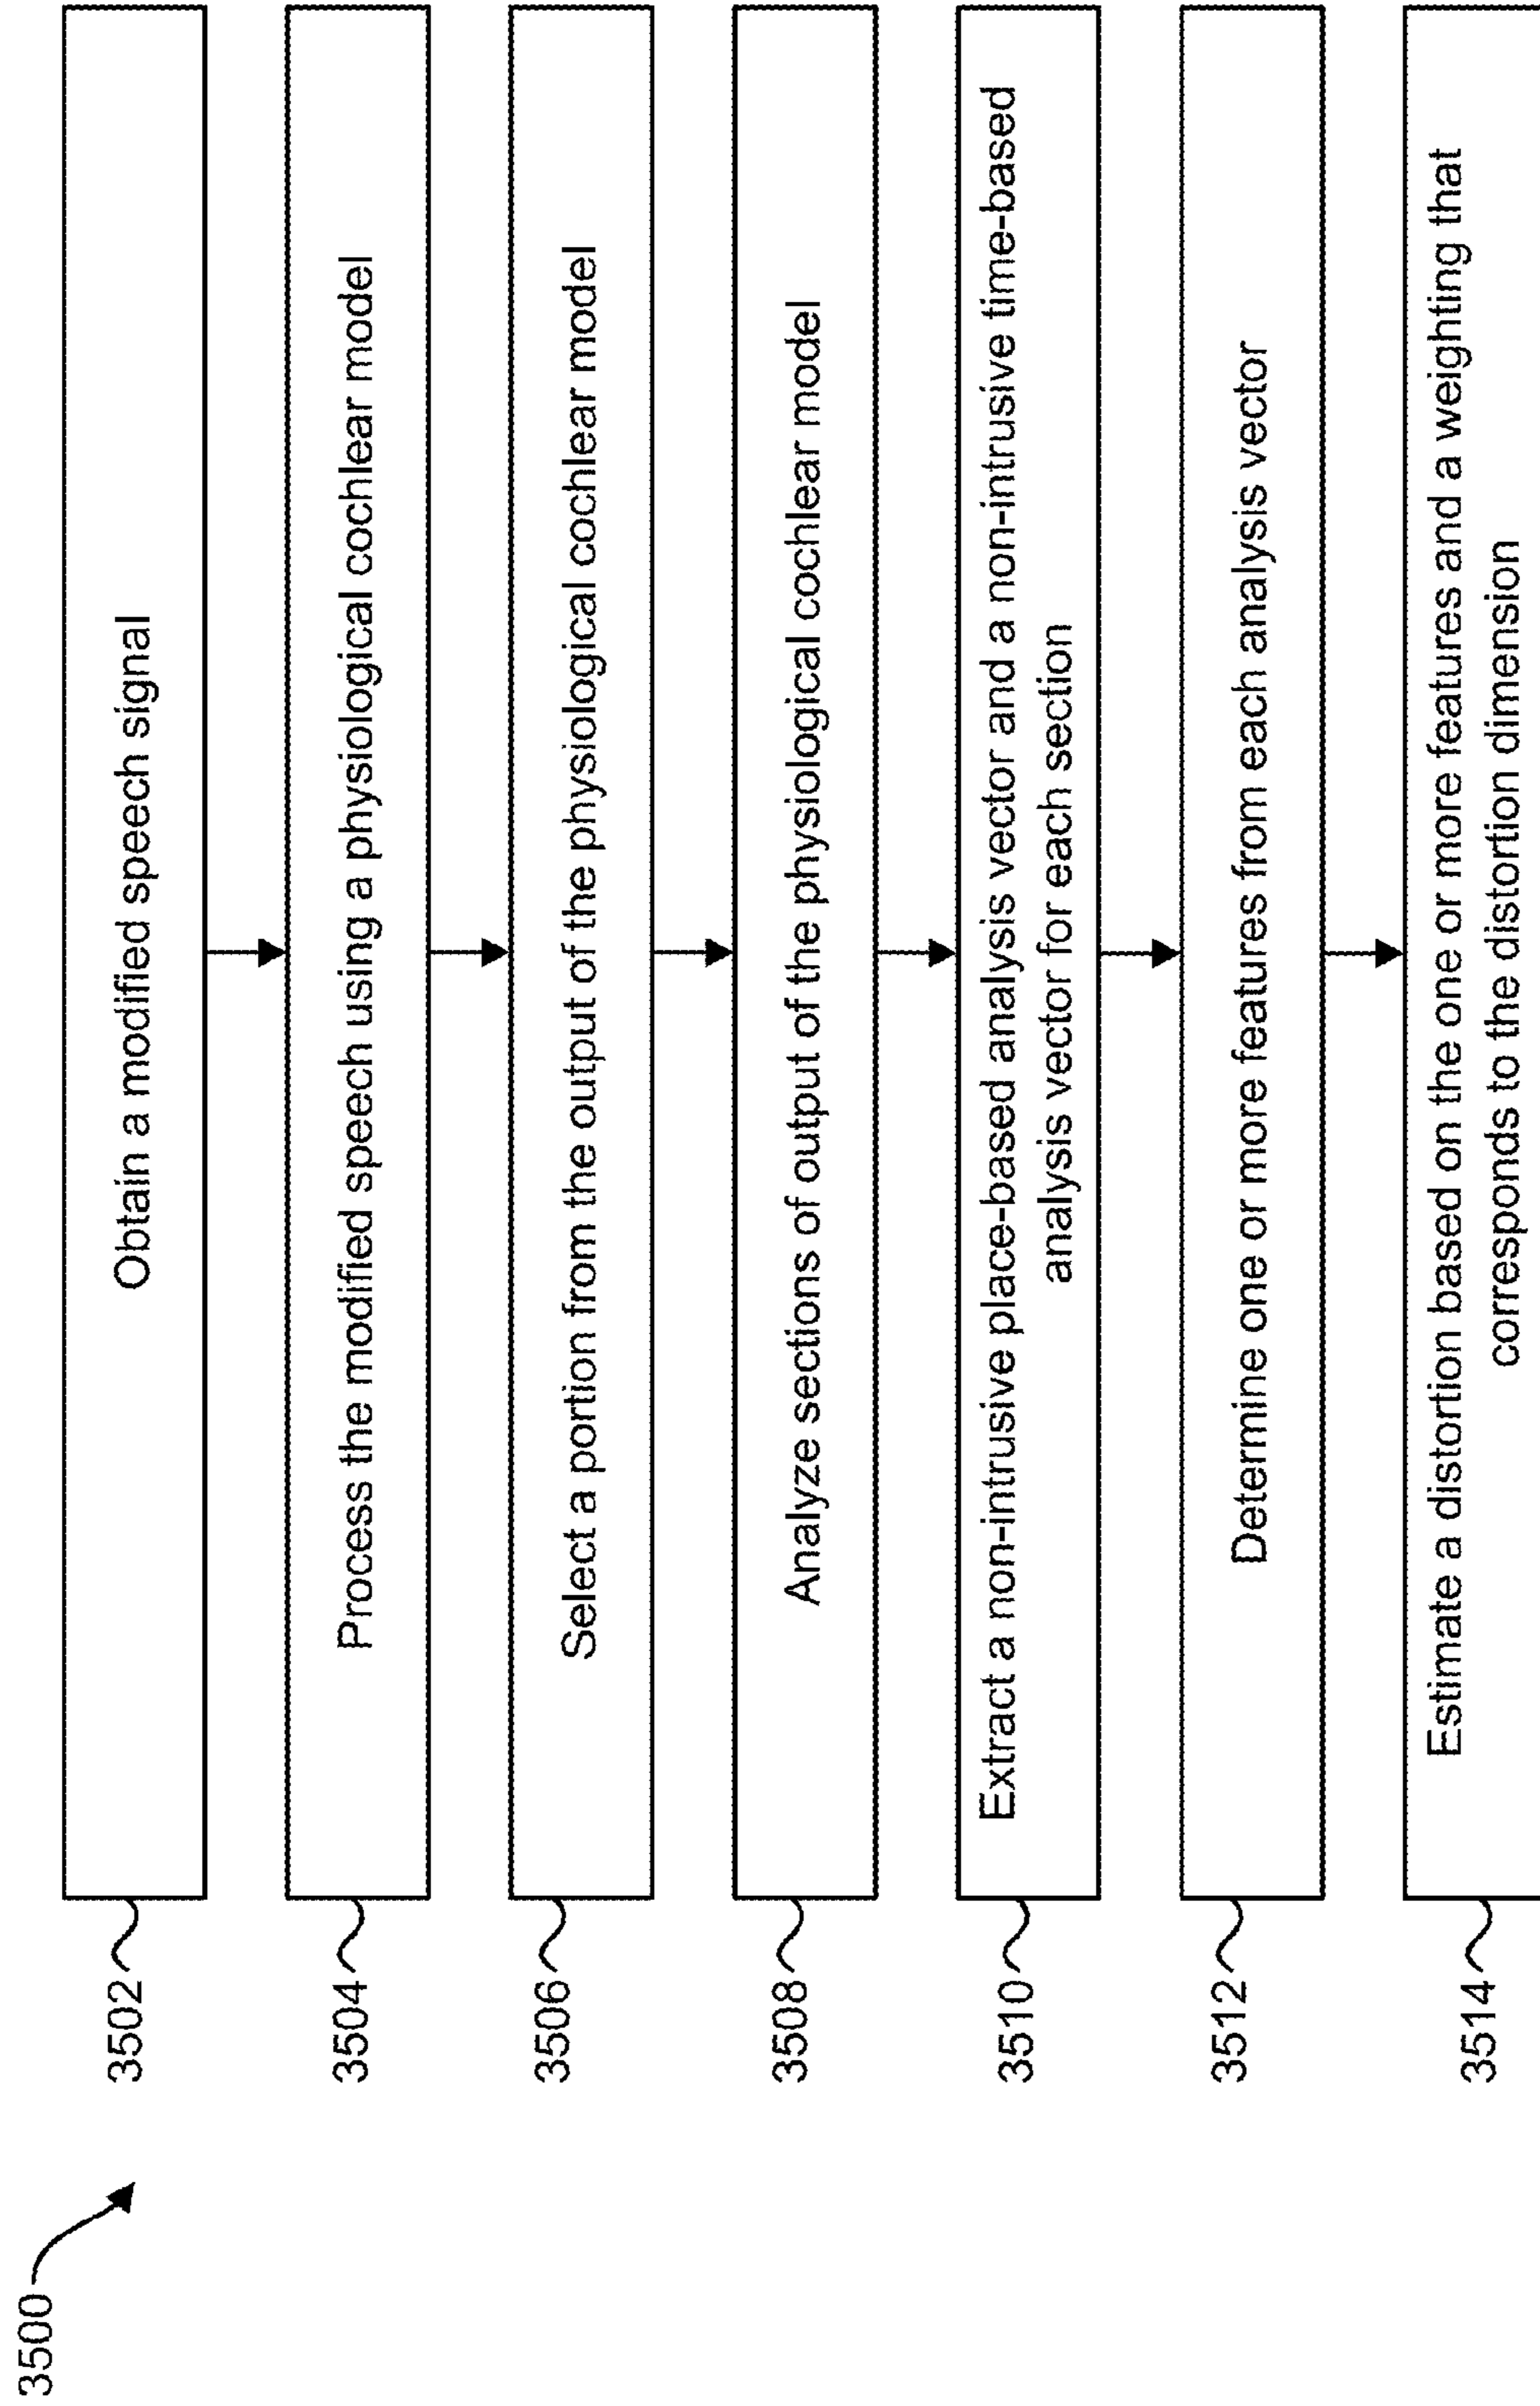 3500
3502
Obtain a modified speech signal
3504
Process the modified speech using a physiological cochlear model
3506
Select a portion from the output of the physiological cochlear model
3508
Analyze sections of output of the physiological cochlear model
3510
Extract a non-intrusive place-based analysis vector and a non-intrusive time-based
analysis vector for each section
3512
Determine one or more features from each analysis vector
3514
Estimate a distortion based on the one or more features and a weighting that
corresponds to the distortion dimension